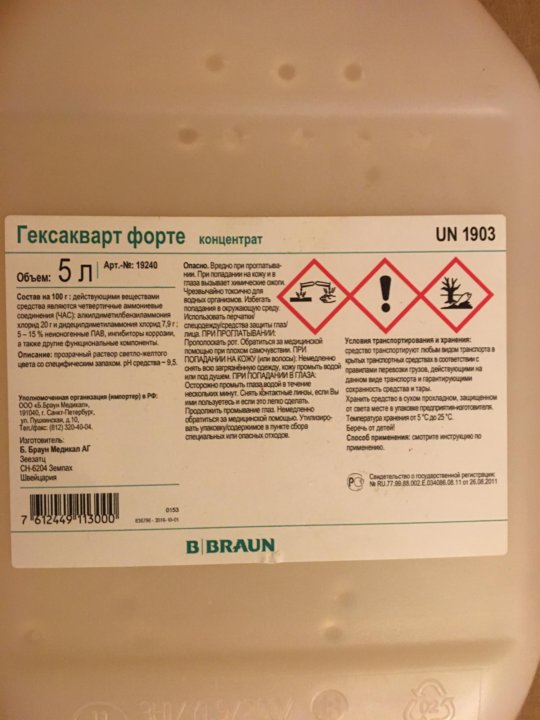 Гексакварт форте концентрат
UN 1903
Объем: 5 л
Арт.-№: 19240
Состав на 100 г : действующими веществами
средства являются четвертичные аммониевые
соединения (ЧАС): алкилдиметилбензиламмония
хлорид 20 г и дидецилдиметиламмония хлорид 7,9 г ;
5 – 15 % неионогенные ПАВ, ингибиторы коррозии,
а также другие функциональные компоненты.
Описание: прозрачный раствор светло-желтого
цвета со специфическим запахом. pH средства – 9,5.
Уполномоченная организация (импортер) в РФ:
ООО «Б.Браун Медикал»,
191040, г. Санкт-Петербург,
ул. Пушкинская, д.10,
Тел./факс: (812) 320-40-04.
Изготовитель:
Б. Браун Медикал АГ
Зеезатц
CH-6204 Земпах
Швейцария
7 612449 113000
0153
Опасно. Вредно при проглатыва-
нии. При попадании на кожу и в
глаза вызывает химические ожоги.
Чрезвычайно токсично для
водных организмов. Избегать
попадания в окружающую среду.
Использовать перчатки/
спецодежду/средства защиты глаз/
лица. ПРИ ПРОГЛАТЫВАНИИ:
Прополоскать рот. Обратиться за медицинской
помощью при плохом самочувствии. ПРИ
ПОПАДАНИИ НА КОЖУ (или волосы): Немедленно
снять всю загрязнённую одежду, кожу промыть водой
или под душем. ПРИ ПОПАДАНИИ В ГЛАЗА:
Осторожно промыть глаза водой в течение
нескольких минут. Снять контактные линзы, если Вы
ими пользуетесь и если это легко сделать.
Продолжить промывание глаз. Немедленно
обратиться за медицинской помощью. Утилизиро-
вать упаковку/содержимое в пункте сбора
специальных или опасных отходов.
Условия транспортирования и хранения:
средство транспортируют любым видом транспорта в
крытых транспортных средствах в соответствии с
правилами перевозки грузов, действующими на
данном виде транспорта и гарантирующими
сохранность средства и тары.
Хранить средство в сухом прохладном, защищенном
от света месте в упаковке предприятия-изготовителя.
Температура хранения от 5 °C до 25 °C.
Беречь от детей!
Способ применения: смотрите инструкцию по
применению.
Свидетельство о государственной регистрации:
№ RU.77.99.88.002.E.034086.08.11 от 26.08.2011
B|BRAUN
02